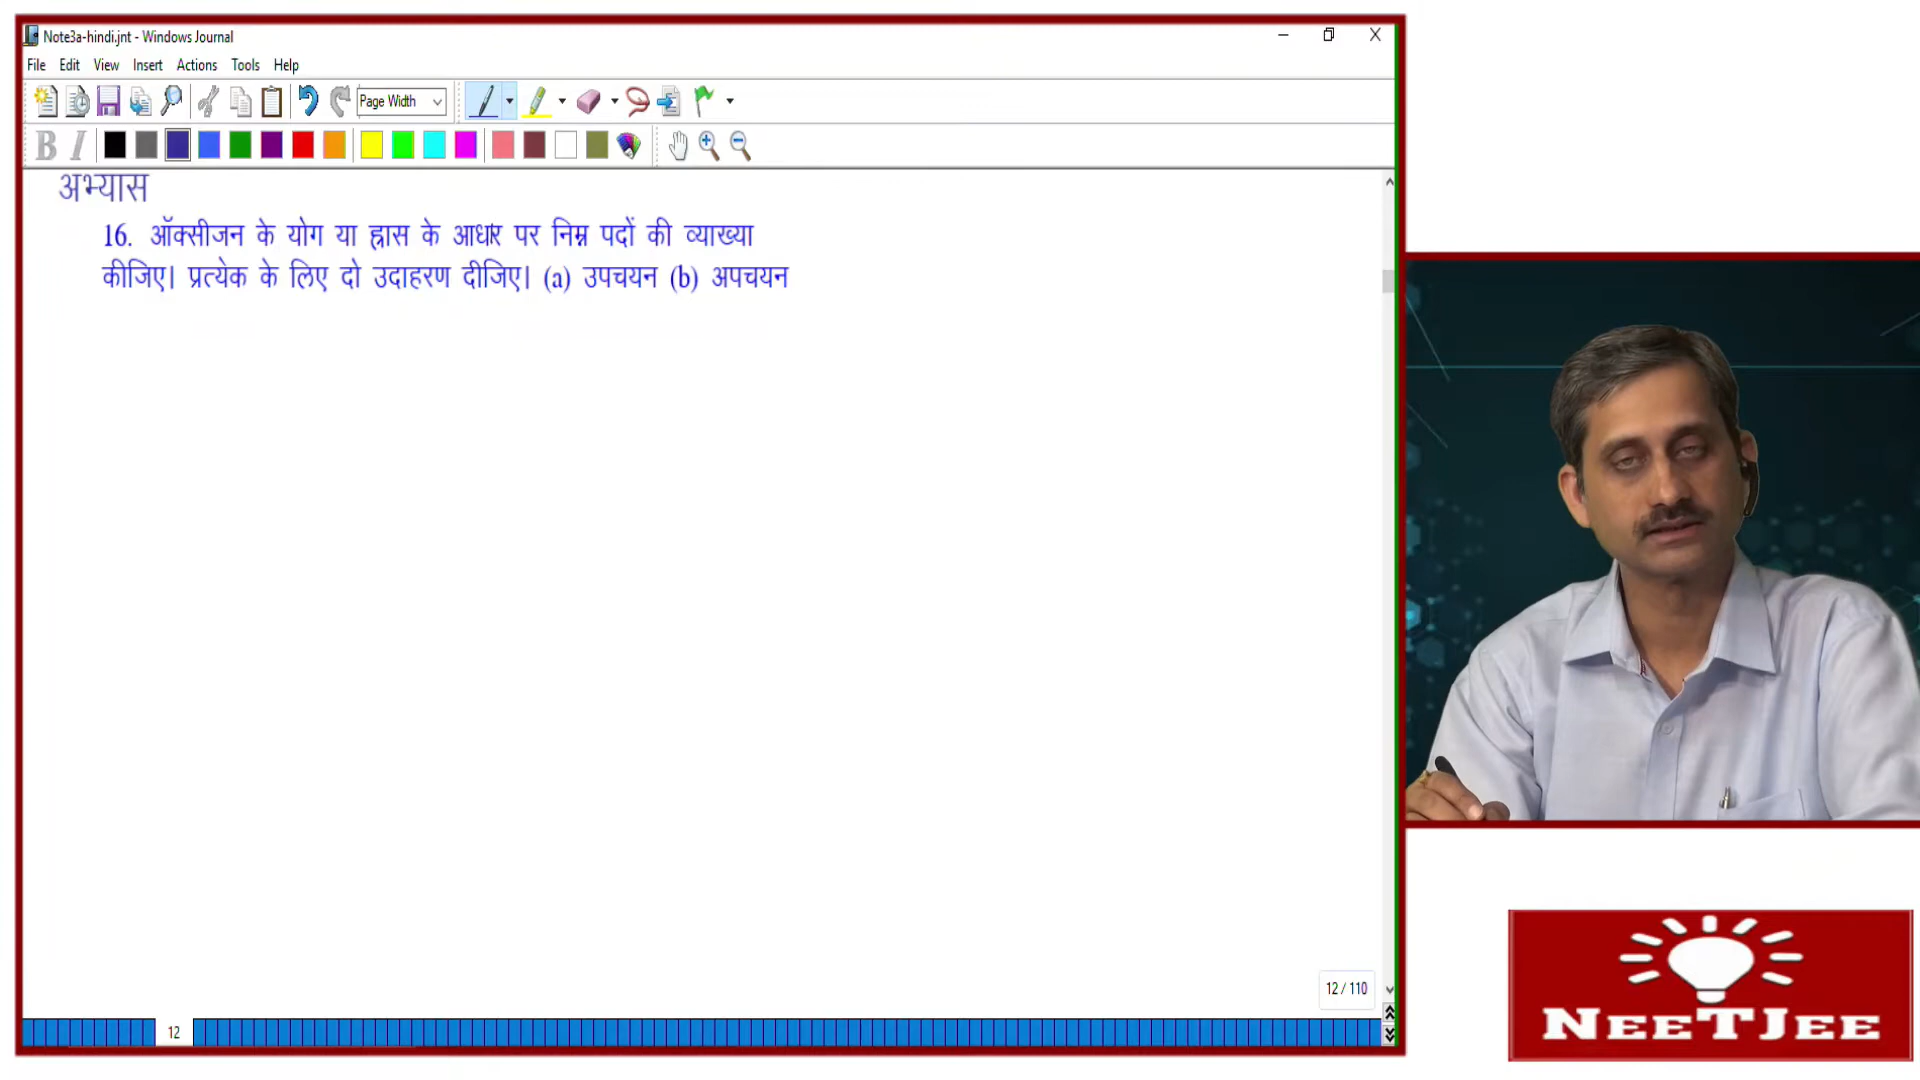 Note3a-hindi.jnt - Windows Journal
File Edit View Insert Actions Tools Help
Page Width
B I
अभ्यास
16. ऑक्सीजन के योग या ह्रास के आधार पर निम्न पदों की व्याख्या
कीजिए। प्रत्येक के लिए दो उदाहरण दीजिए। (a) उपचयन (b) अपचयन
12 / 110
12
NEETJEE